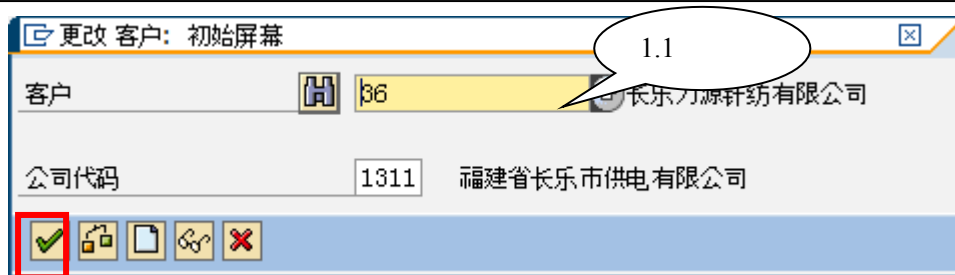 更改 客户: 初始屏幕
1.1
客户 36 长乐力源针纺有限公司
公司代码 1311 福建省长乐市供电有限公司